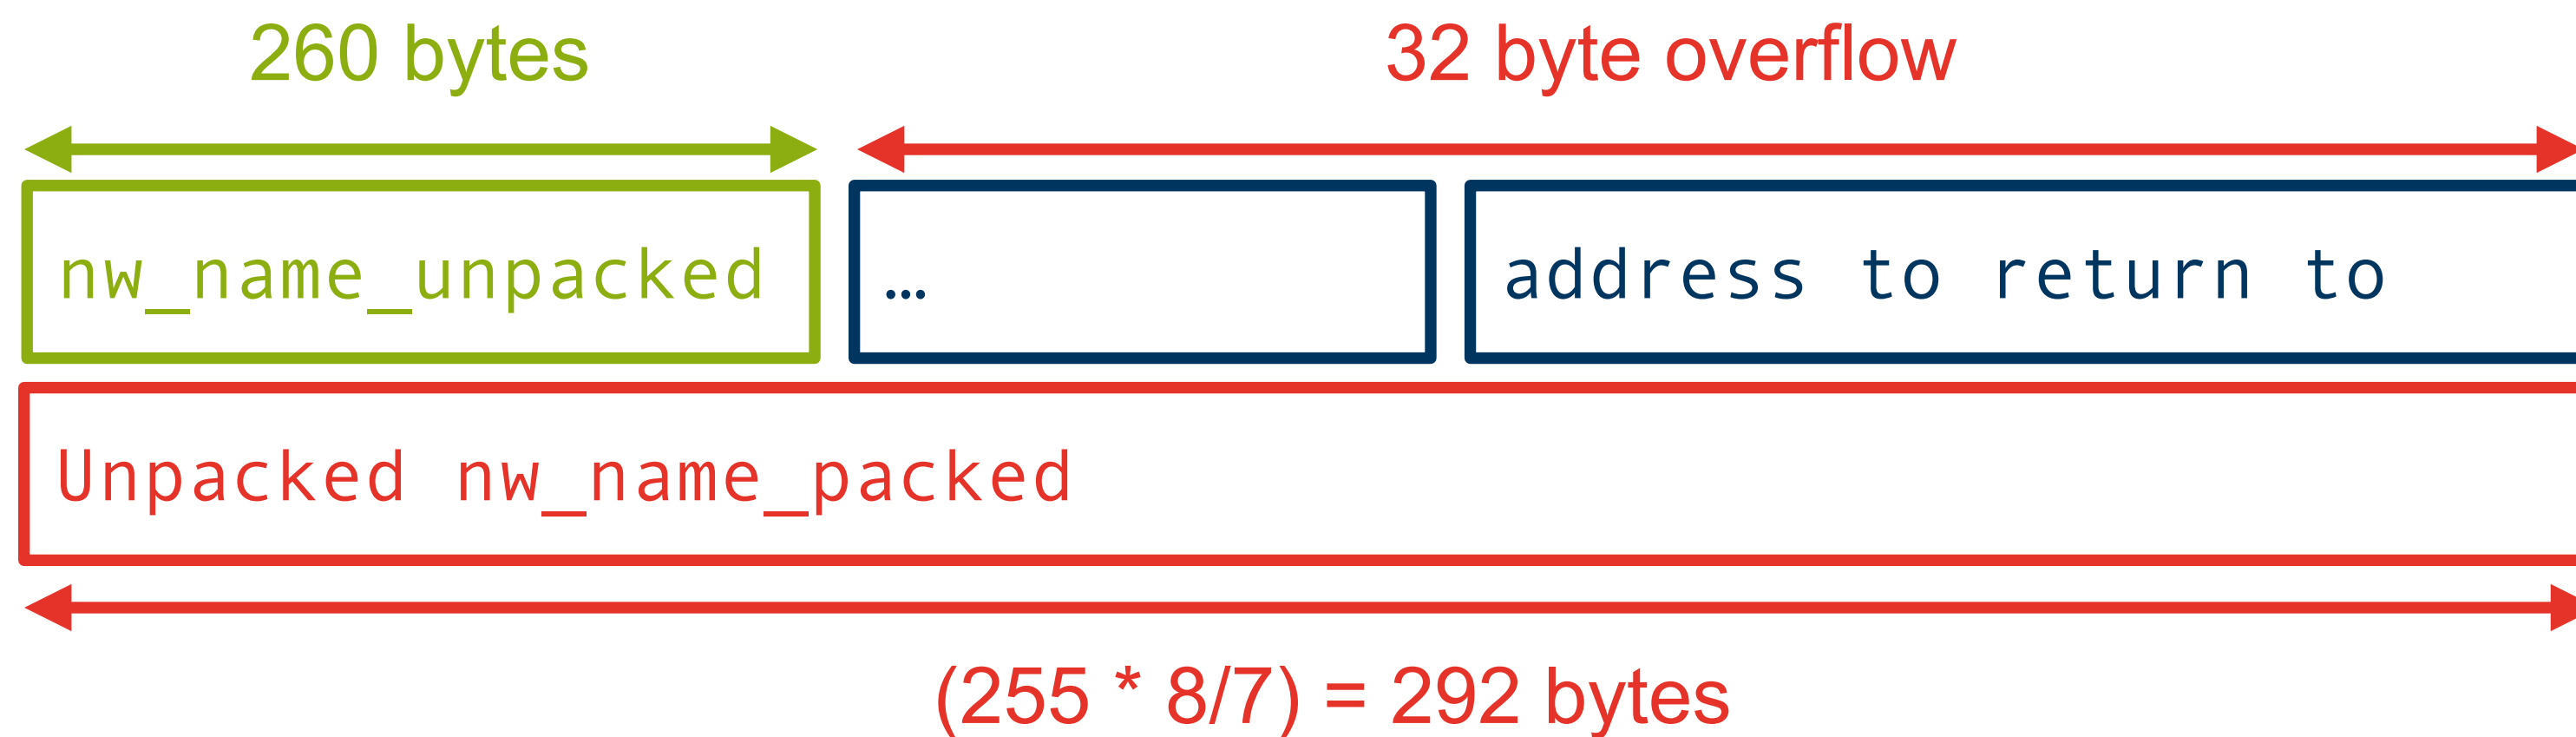 260 bytes
32 byte overflow
nw_name_unpacked
…
address to return to
Unpacked nw_name_packed
(255 * 8/7) = 292 bytes